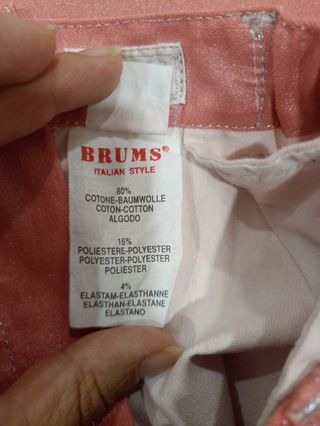 BRUMS®
ITALIAN STYLE
80%
COTONE-BAUMWOLLE
COTON-COTTON
ALGODO
16%
POLIESTERE-POLYESTER
POLYESTER-POLYESTER
POLIESTER
4%
ELASTAM-ELASTHANNE
ELASTHAN-ELASTANE
ELASTANO